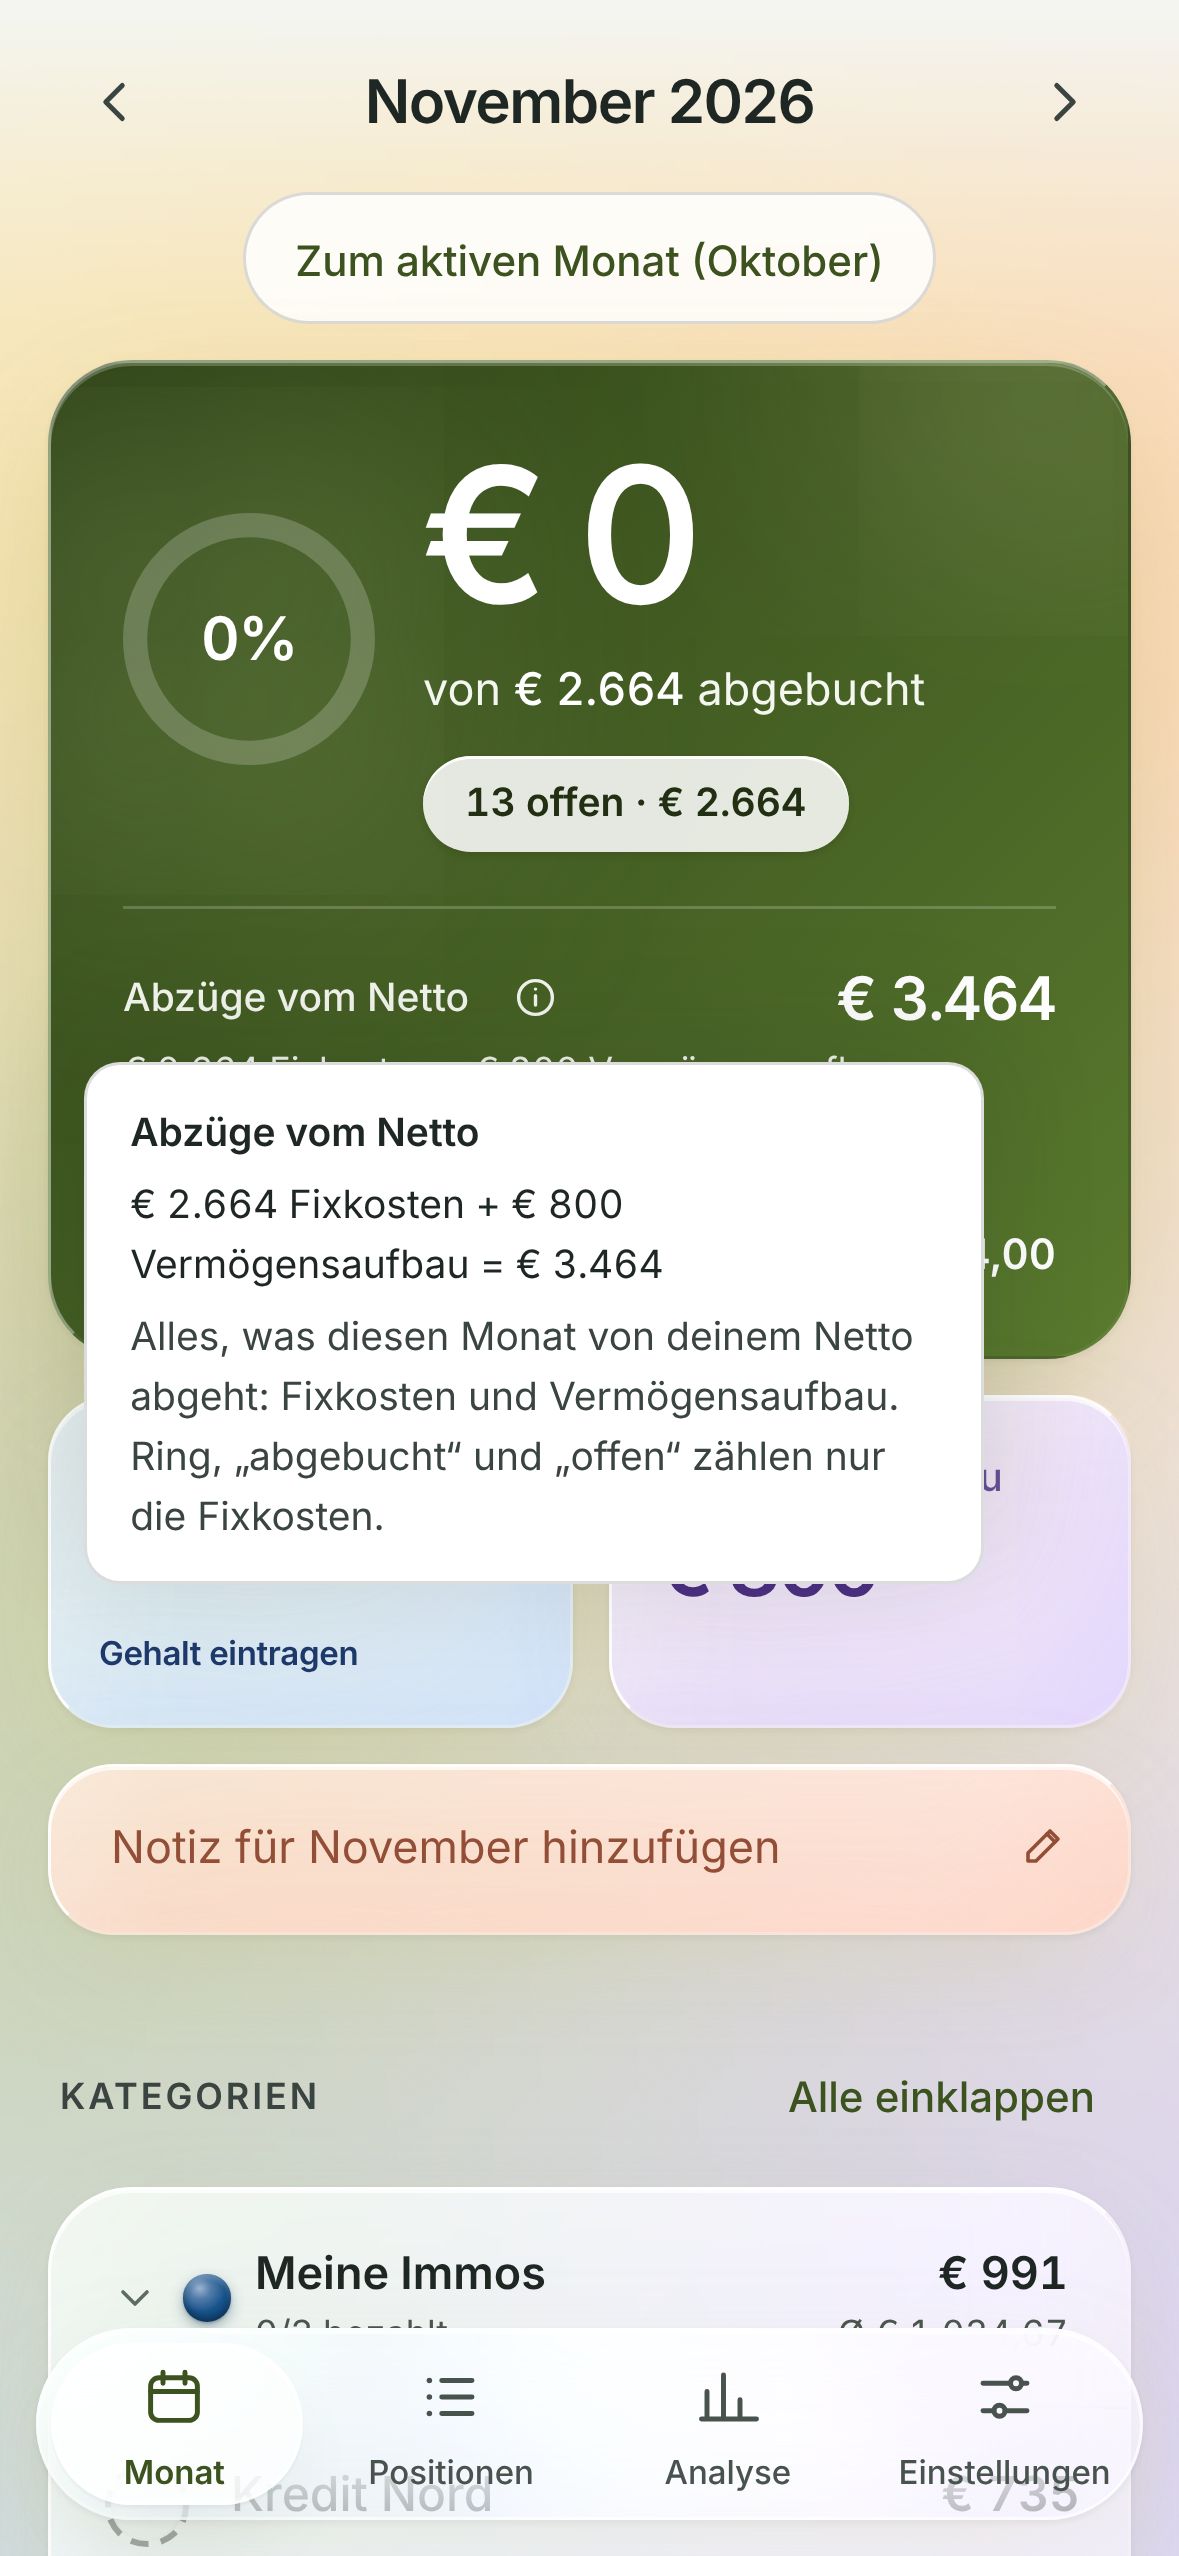 November 2026
Zum aktiven Monat (Oktober)
€ 0
0%
von € 2.664 abgebucht
13 offen · € 2.664
Abzüge vom Netto
€ 3.464
Abzüge vom Netto
€ 2.664 Fixkosten + € 800
Vermögensaufbau = € 3.464
Alles, was diesen Monat von deinem Netto
abgeht: Fixkosten und Vermögensaufbau.
Ring, „abgebucht“ und „offen“ zählen nur
die Fixkosten.
,00
u
Gehalt eintragen
Notiz für November hinzufügen
KATEGORIEN
Alle einklappen
Meine Immos
€ 991
Kredit Nord
€ 735
Monat
Positionen
Analyse
Einstellungen